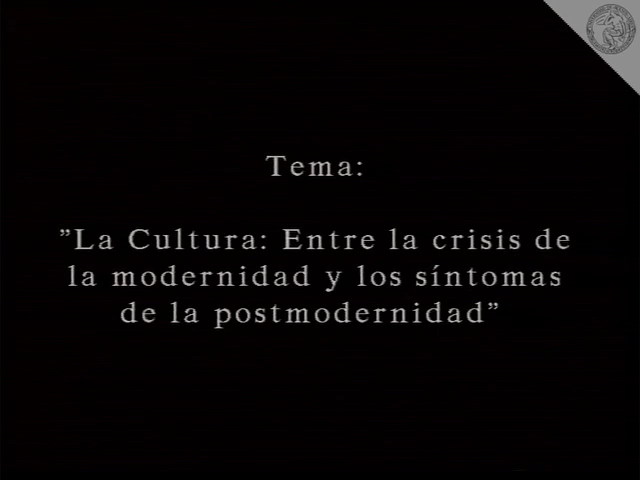 Tema:
”La Cultura: Entre la crisis de
la modernidad y los síntomas
de la postmodernidad”